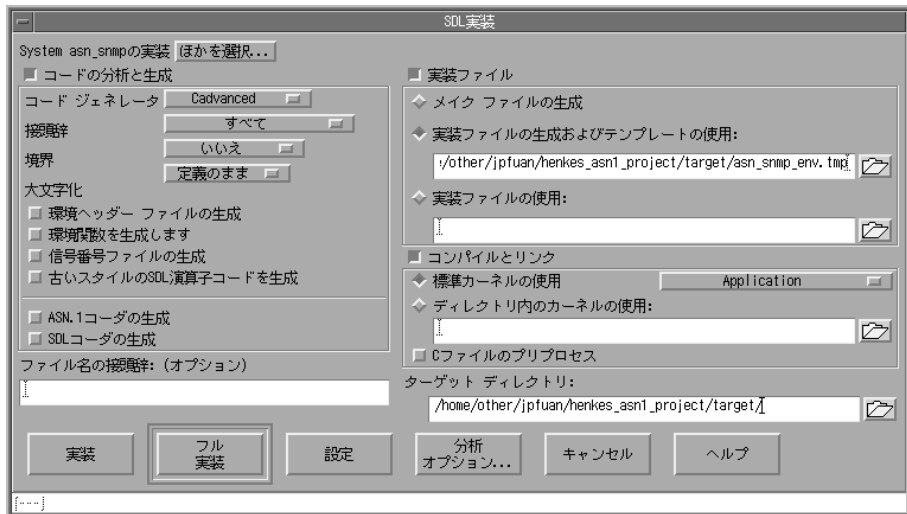 SDL実装
System asn_snmpの実装 ほかを選択...
コードの分析と生成
コード ジェネレータ Cadvanced
接頭辞 すべて
境界 いいえ
大文字化 定義のまま
環境ヘッダー ファイルの生成
環境関数を生成します
信号番号ファイルの生成
古いスタイルのSDL演算子コードを生成
ASN.1コーダの生成
SDLコーダの生成
ファイル名の接頭辞: (オプション)
実装ファイル
メイク ファイルの生成
実装ファイルの生成およびテンプレートの使用:
/other/jpfuan/henkes_asn1_project/target/asn_snmp_env.tmp
実装ファイルの使用:
コンパイルとリンク
標準カーネルの使用 Application
ディレクトリ内のカーネルの使用:
Cファイルのプリプロセス
ターゲット ディレクトリ:
/home/other/jpfuan/henkes_asn1_project/target/
実装
フル
実装
設定
分析
オプション...
キャンセル
ヘルプ
[---]